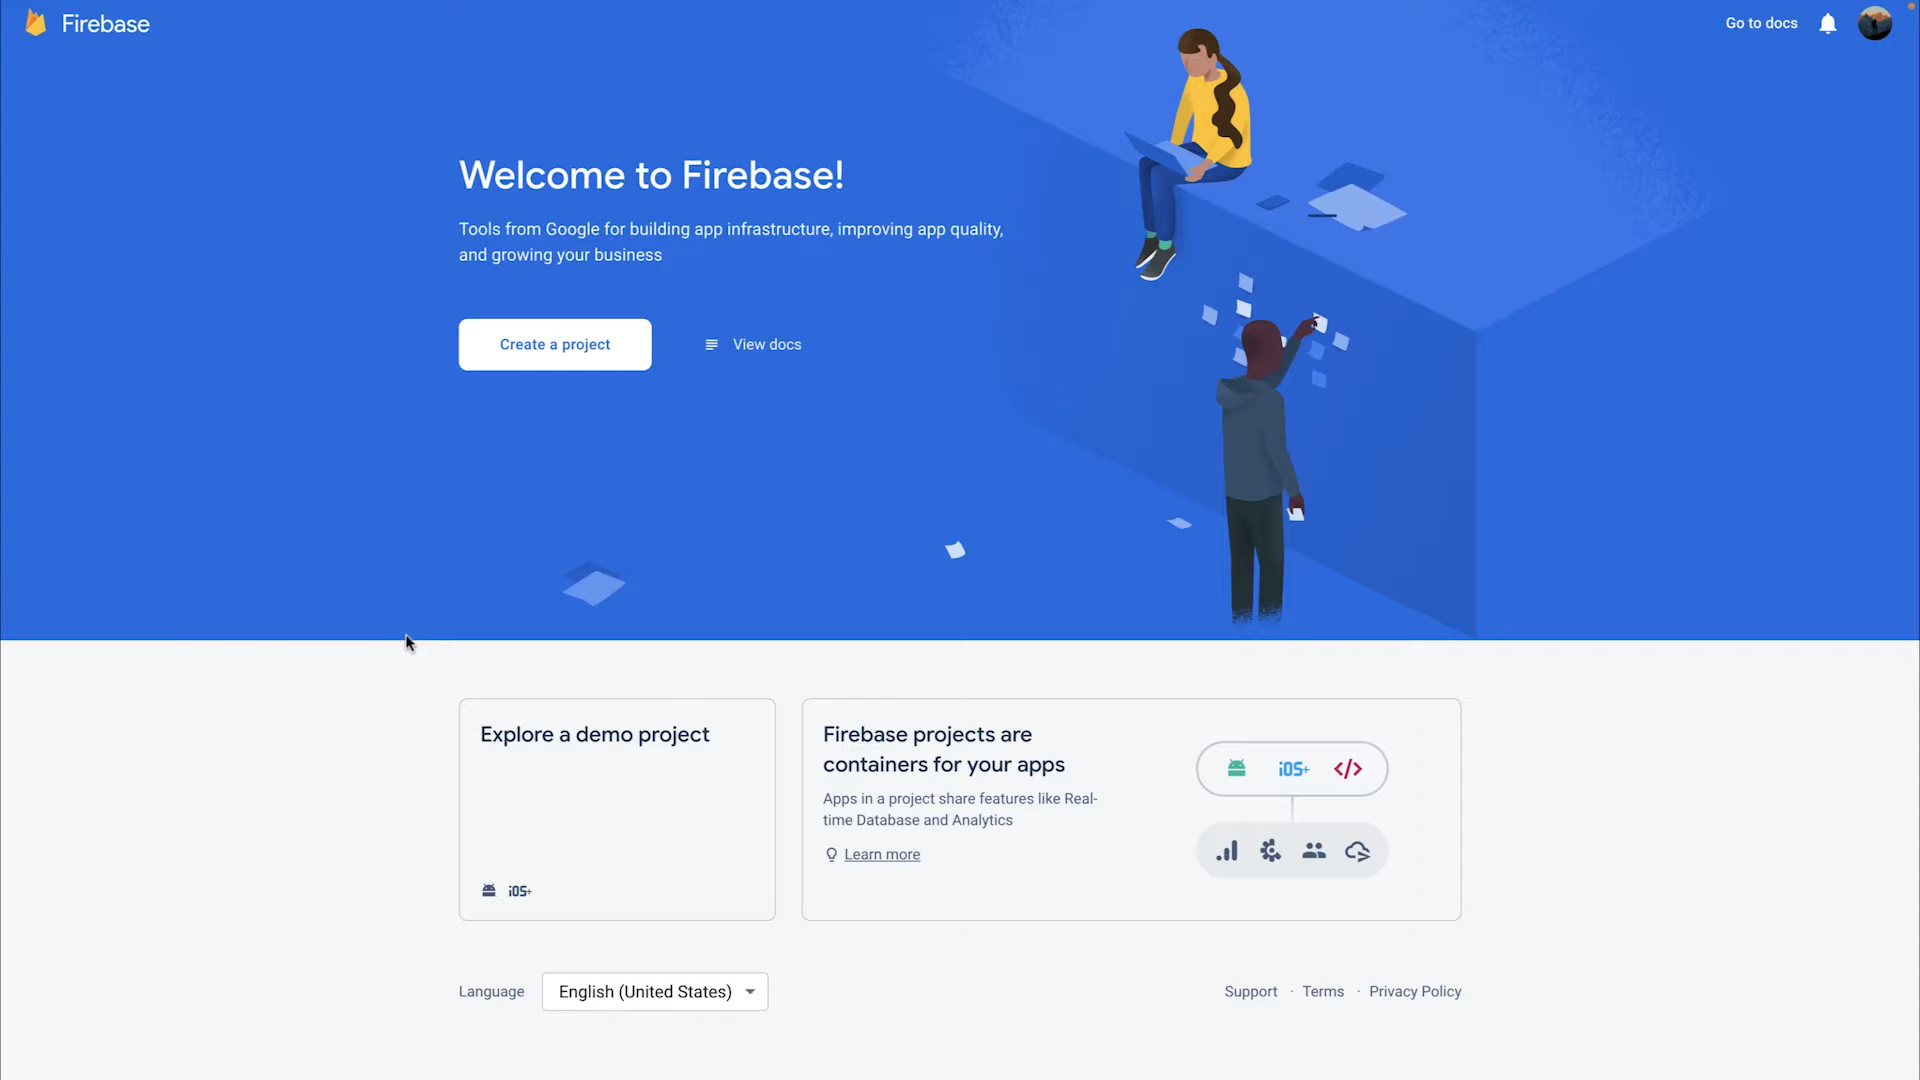 Firebase
Go to docs
Welcome to Firebase!
Tools from Google for building app infrastructure, improving app quality,
and growing your business
Create a project
View docs
Explore a demo project
iOS+
Firebase projects are
containers for your apps
Apps in a project share features like Real-
time Database and Analytics
Learn more
iOS+
</>
Language
English (United States)
Support · Terms · Privacy Policy